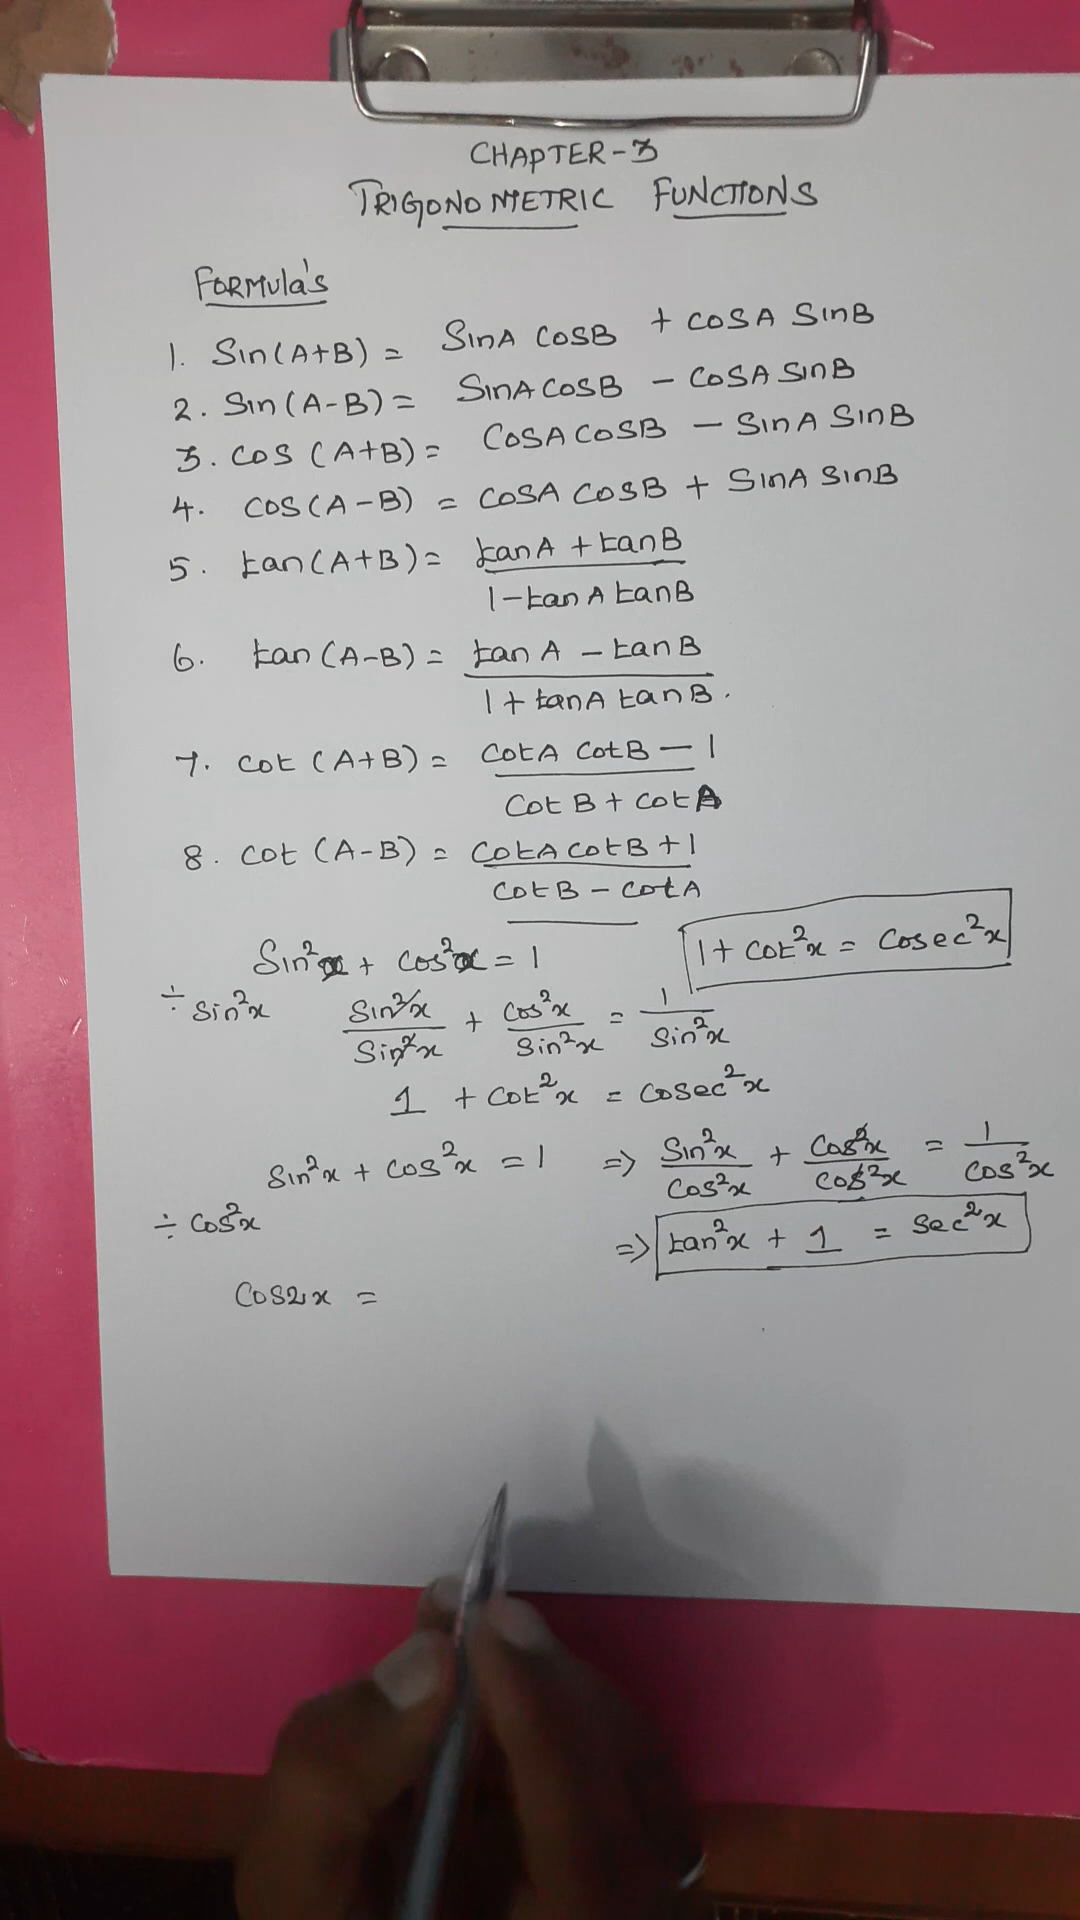 CHAPTER-3
TRIGONOMETRIC FUNCTIONS
FORMULa's
1. Sin(A+B) = SinA COSB + COSA SinB
2. Sin(A-B) = SinA COSB - COSA SinB
3. COS (A+B) = COSA COSB - SinA SinB
4. COS(A-B) = COSA COSB + SinA SinB
5. tan(A+B) = tanA + tanB
1-tanA tanB
6. tan (A-B) = tan A - tan B
1 + tanA tanB.
7. cot (A+B) = cotA cotB - 1
cot B + cotA
8. cot (A-B) = cotA cotB + 1
cotB - cotA
Sin²x + cos²x = 1
1 + cot²x = cosec²x
÷ sin²x Sin²x/Sin²x + cos²x/Sin²x = 1/Sin²x
1 + cot²x = cosec²x
Sin²x + cos²x = 1 => Sin²x/Cos²x + Cos²x/Cos²x = 1/Cos²x
÷ cos²x
=> tan²x + 1 = sec²x
COS2x =